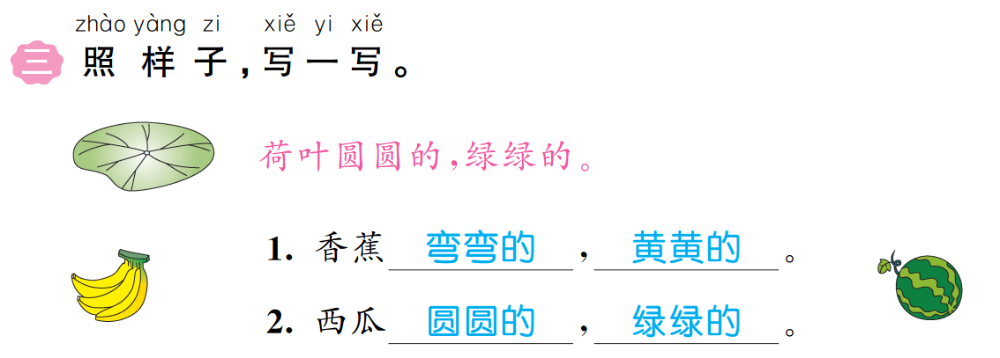 zhào yàng zi xiě yi xiě
三 照样子，写一写。
荷叶圆圆的，绿绿的。
1. 香蕉弯弯的，黄黄的。
2. 西瓜圆圆的，绿绿的。